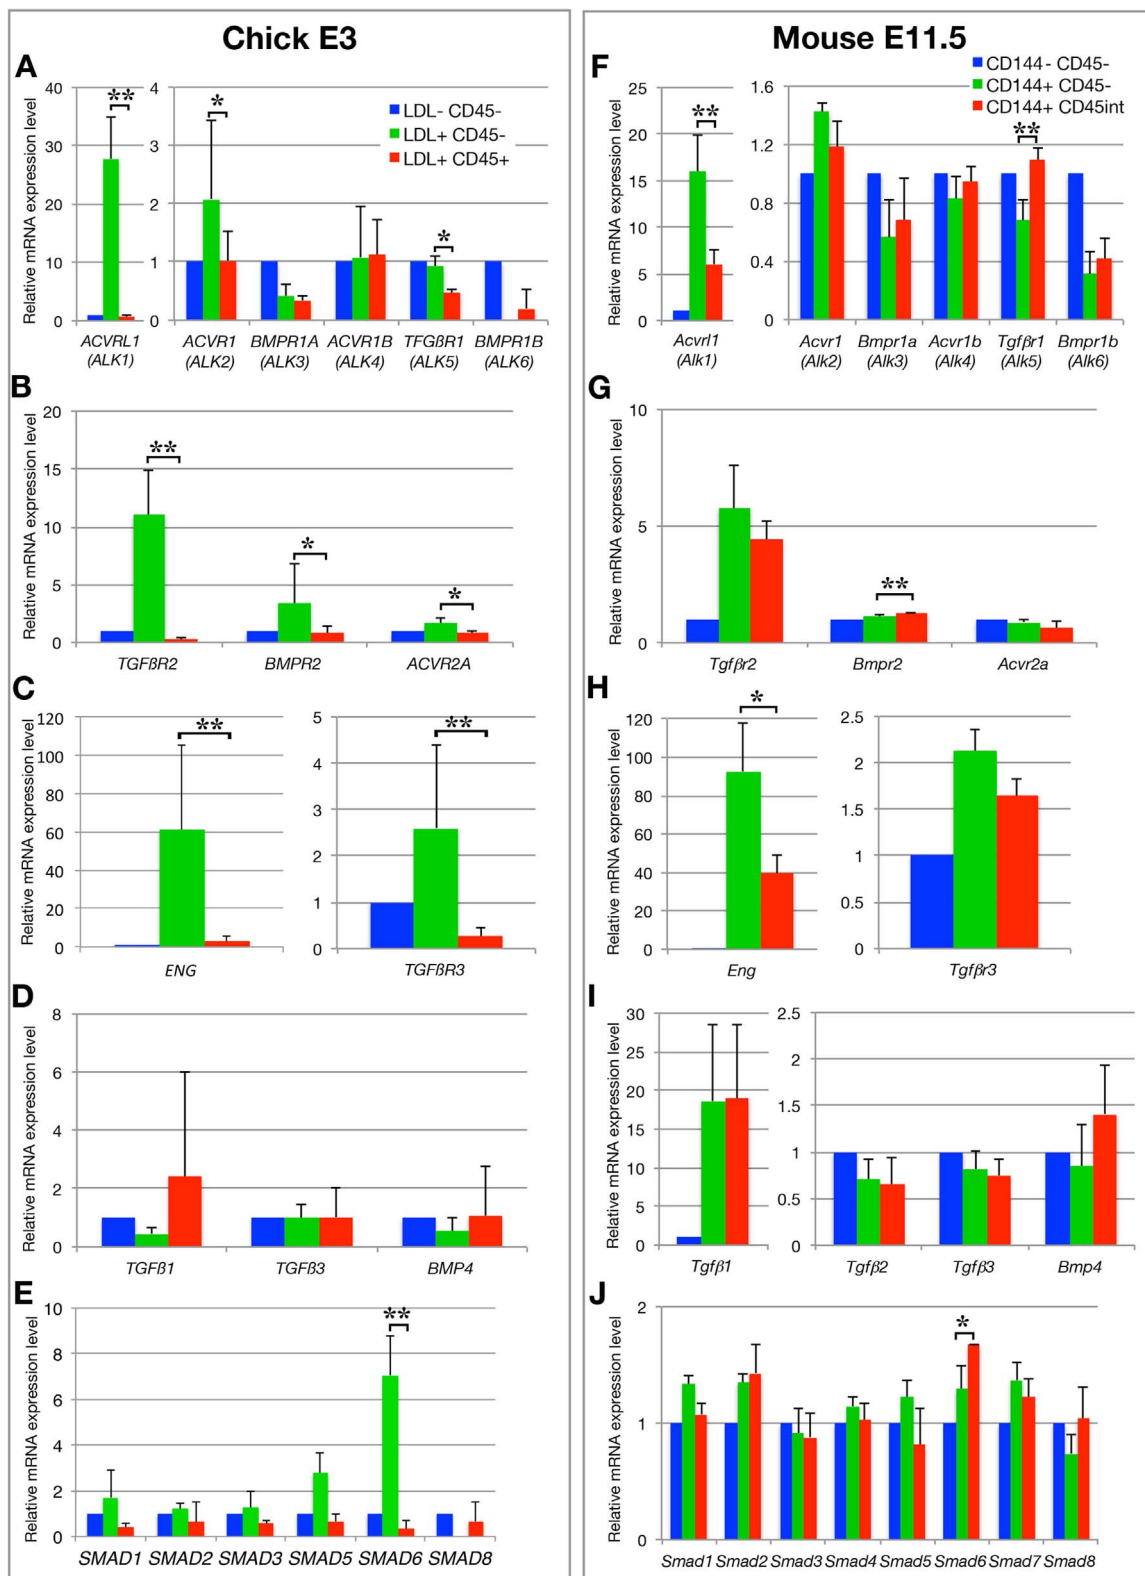 Chick E3
A
Relative mRNA expression level
40
30
20
10
0
**
ACVRL1
(ALK1)
4
3
2
1
0
*
*
LDL- CD45-
LDL+ CD45-
LDL+ CD45+
ACVR1 BMPR1A ACVR1B TFGßR1 BMPR1B
(ALK2) (ALK3) (ALK4) (ALK5) (ALK6)
B
Relative mRNA expression level
20
15
10
5
0
**
*
*
TGFßR2 BMPR2 ACVR2A
C
Relative mRNA expression level
120
100
80
60
40
20
0
**
ENG
5
4
3
2
1
0
**
TGFßR3
D
Relative mRNA expression level
8
6
4
2
0
TGFß1 TGFß3 BMP4
E
Relative mRNA expression level
10
8
6
4
2
0
**
SMAD1 SMAD2 SMAD3 SMAD5 SMAD6 SMAD8
Mouse E11.5
F
Relative mRNA expression level
25
20
15
10
5
0
**
Acvrl1
(Alk1)
1.6
1.2
0.8
0.4
0
**
CD144- CD45-
CD144+ CD45-
CD144+ CD45int
Acvr1 Bmpr1a Acvr1b Tgfβr1 Bmpr1b
(Alk2) (Alk3) (Alk4) (Alk5) (Alk6)
G
Relative mRNA expression level
10
5
0
**
Tgfβr2 Bmpr2 Acvr2a
H
Relative mRNA expression level
120
100
80
60
40
20
0
*
Eng
2.5
2
1.5
1
0.5
0
Tgfβr3
I
Relative mRNA expression level
30
25
20
15
10
5
0
Tgfβ1
2.5
2
1.5
1
0.5
0
Tgfβ2 Tgfβ3 Bmp4
J
Relative mRNA expression level
2
1
0
*
Smad1 Smad2 Smad3 Smad4 Smad5 Smad6 Smad7 Smad8